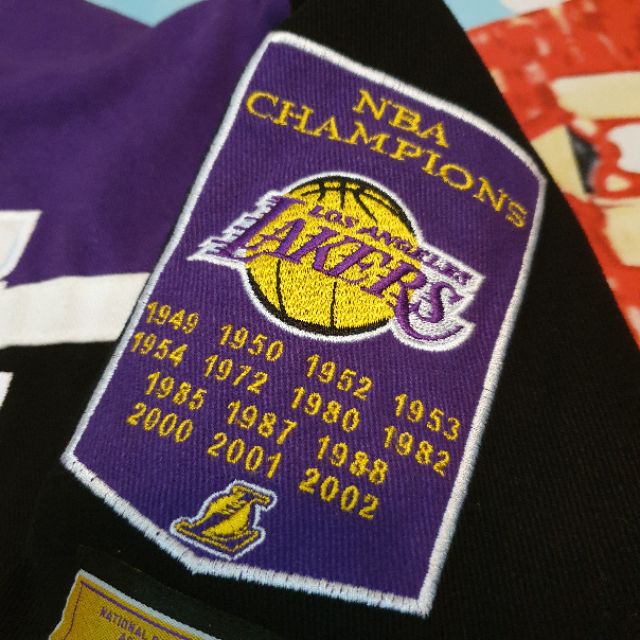 NBA
CHAMPIONS
LOS ANGELES
LAKERS
1949 1950 1952 1953
1954 1972 1980 1982
1985 1987 1988
2000 2001 2002
L
NATIONAL